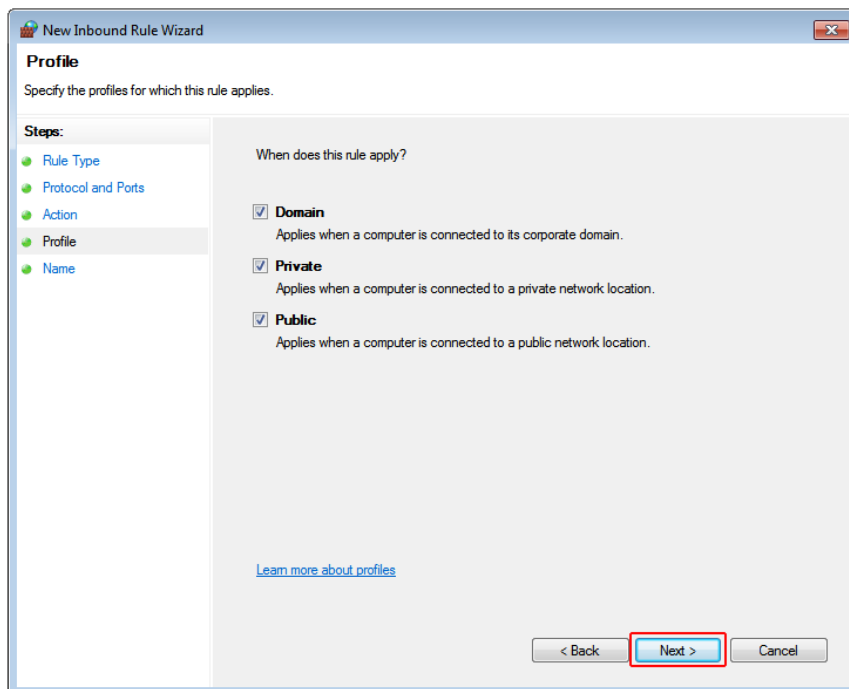 New Inbound Rule Wizard
Profile
Specify the profiles for which this rule applies.
Steps:
Rule Type
Protocol and Ports
Action
Profile
Name
When does this rule apply?
Domain
Applies when a computer is connected to its corporate domain.
Private
Applies when a computer is connected to a private network location.
Public
Applies when a computer is connected to a public network location.
Learn more about profiles
< Back
Next >
Cancel